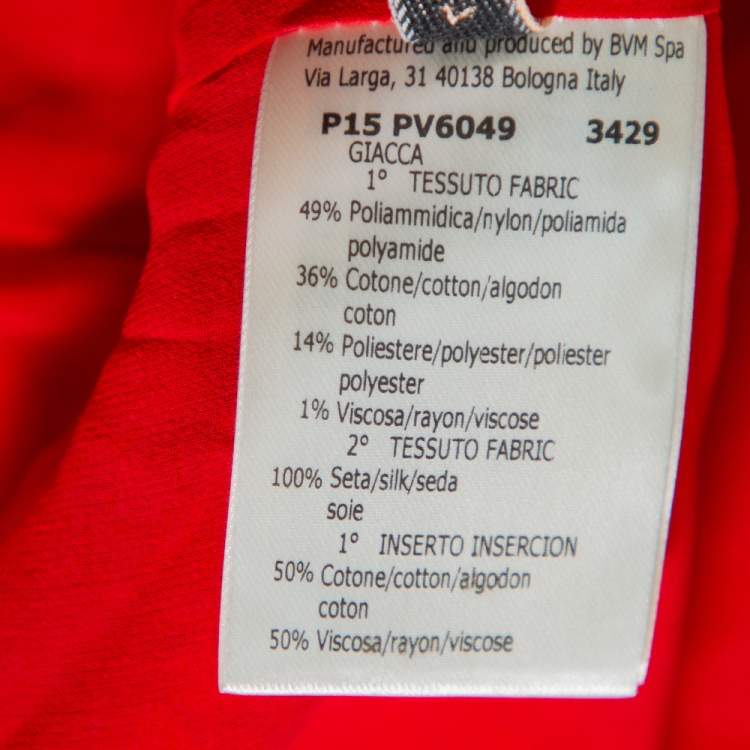 Manufactured and produced by BVM Spa
Via Larga, 31 40138 Bologna Italy
P15 PV6049 3429
GIACCA
1° TESSUTO FABRIC
49% Poliammidica/nylon/poliamida
polyamide
36% Cotone/cotton/algodon
coton
14% Poliestere/polyester/poliester
polyester
1% Viscosa/rayon/viscose
2° TESSUTO FABRIC
100% Seta/silk/seda
soie
1° INSERTO INSERCION
50% Cotone/cotton/algodon
coton
50% Viscosa/rayon/viscose